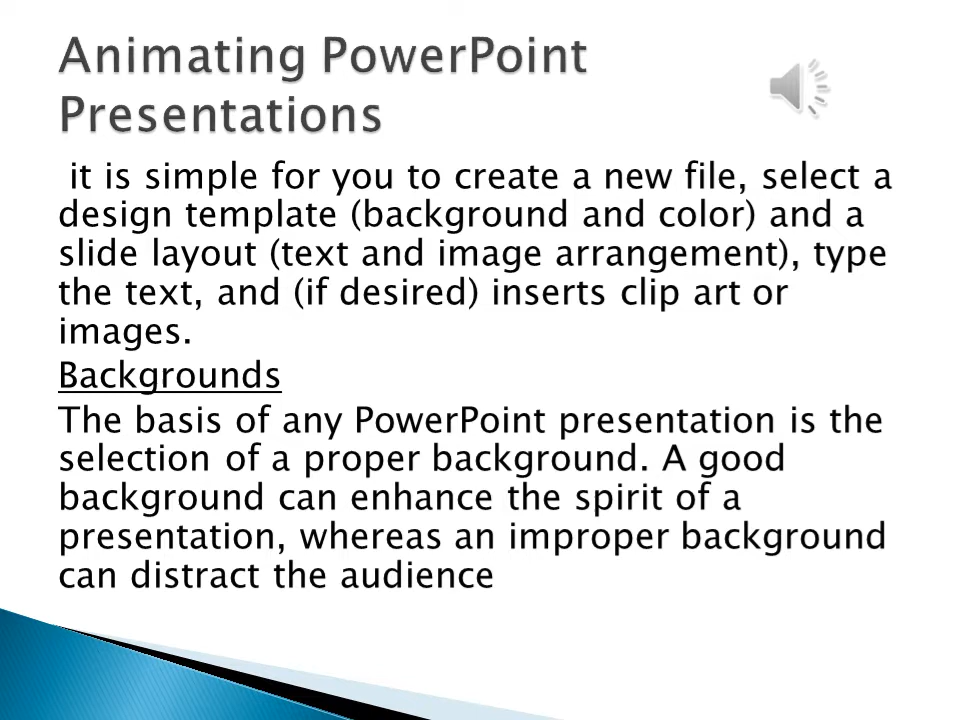 Animating PowerPoint
Presentations
it is simple for you to create a new file, select a
design template (background and color) and a
slide layout (text and image arrangement), type
the text, and (if desired) inserts clip art or
images.
Backgrounds
The basis of any PowerPoint presentation is the
selection of a proper background. A good
background can enhance the spirit of a
presentation, whereas an improper background
can distract the audience